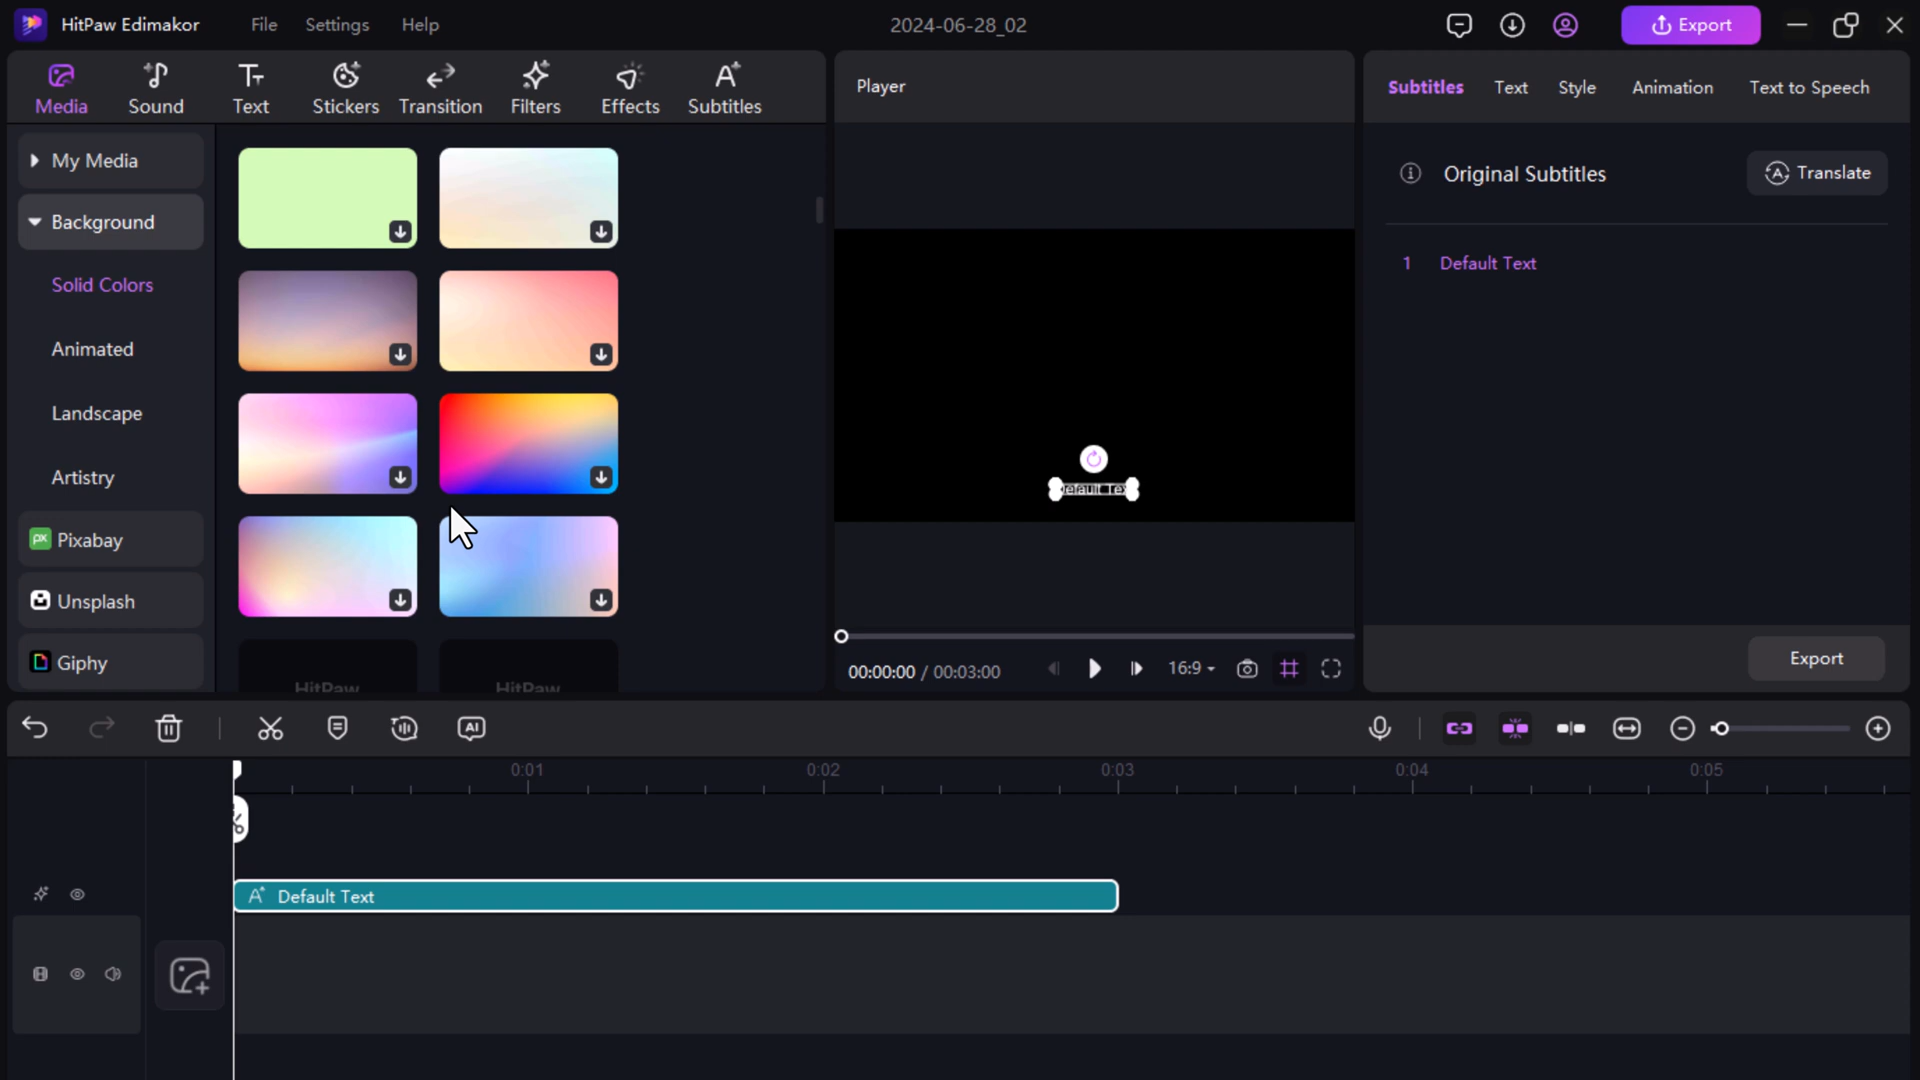 HitPaw Edimakor File Settings Help 2024-06-28_02 Export
Media Sound Text Stickers Transition Filters Effects Subtitles
My Media
Background
Solid Colors
Animated
Landscape
Artistry
Pixabay
Unsplash
Giphy
HitPaw HitPaw
Player
Default Text
00:00:00 / 00:03:00 16:9
Subtitles Text Style Animation Text to Speech
Original Subtitles Translate
1 Default Text
Export
AI
0:01 0:02 0:03 0:04 0:05
Default Text